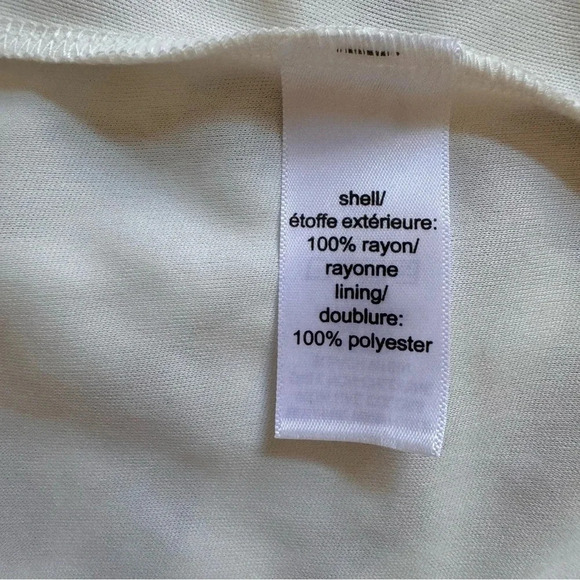 shell/
étoffe extérieure:
100% rayon/
rayonne
lining/
doublure:
100% polyester